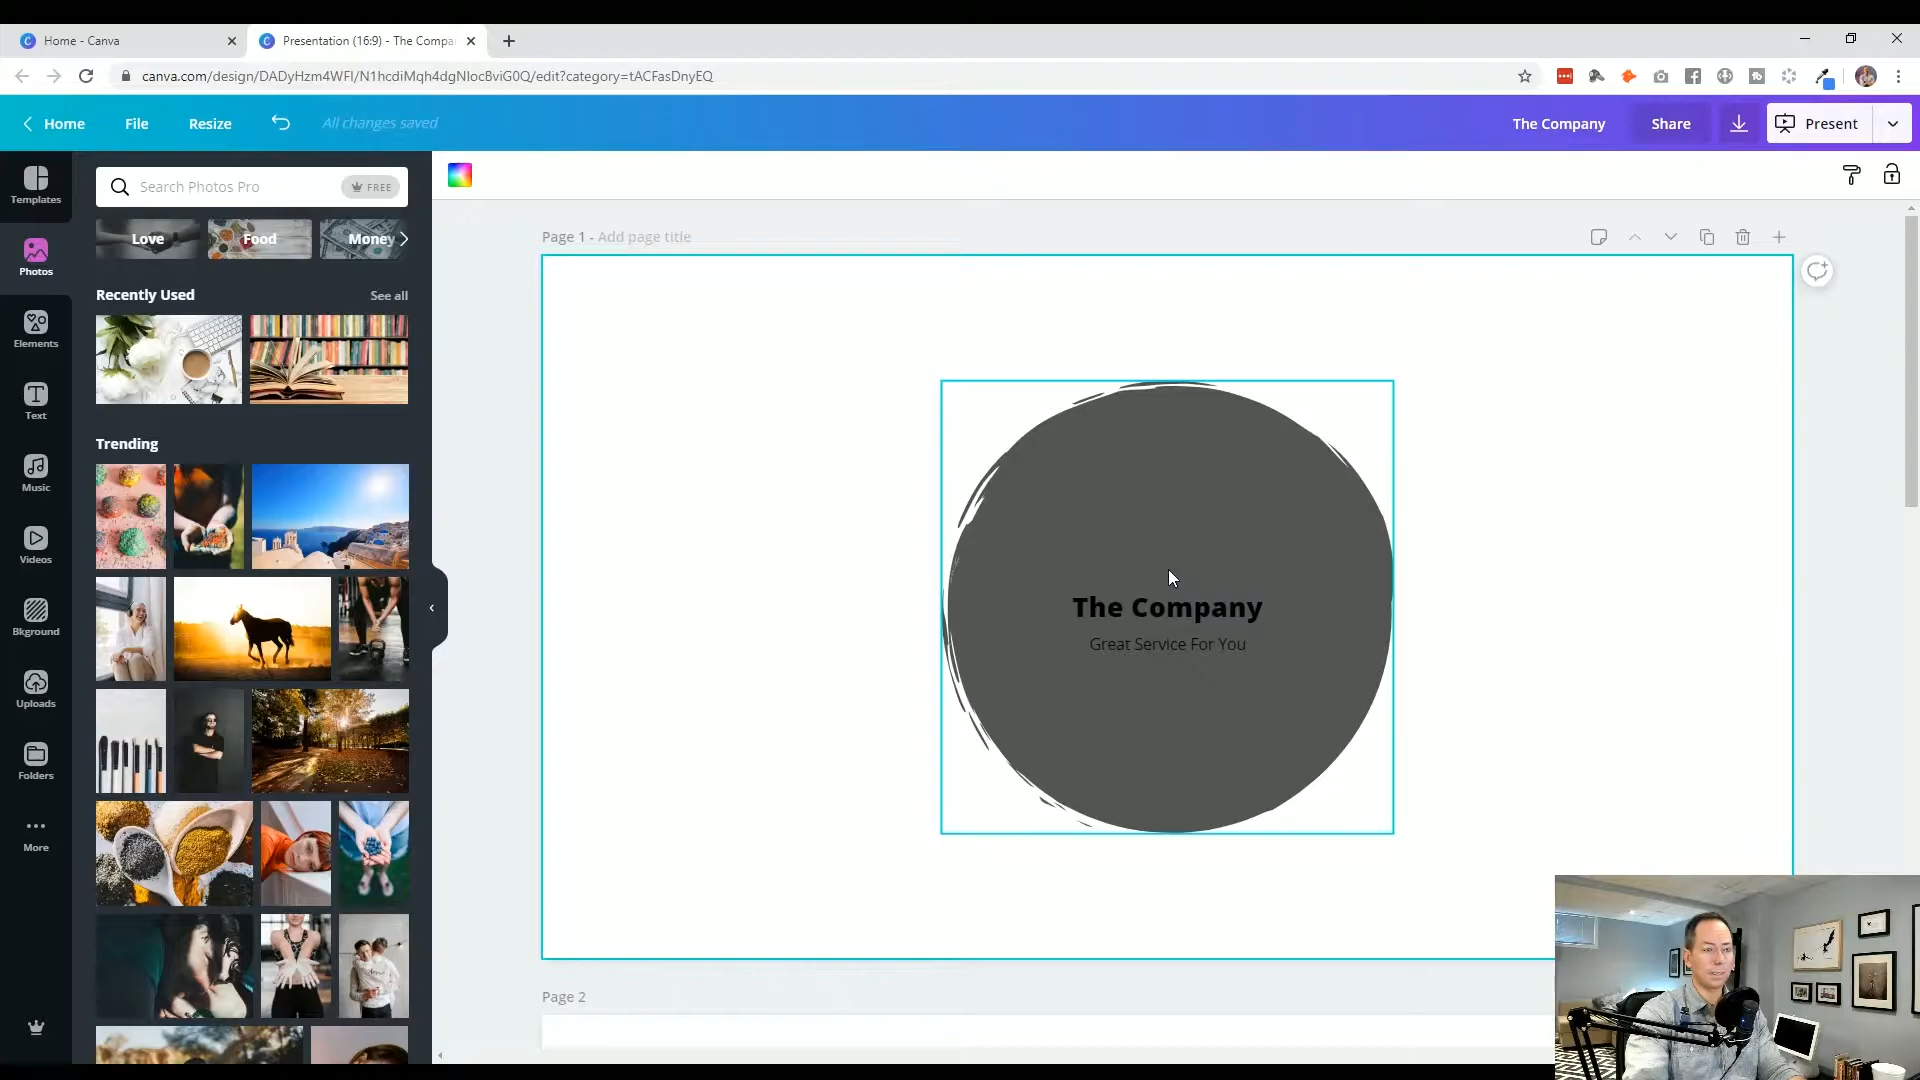 Home - Canva
Presentation (16:9) - The Compa
canva.com/design/DADyHzm4WFI/N1hcdiMqh4dgNlocBviG0Q/edit?category=tACFasDnyEQ
Home
File
Resize
All changes saved
The Company
Share
Present
Templates
Photos
Elements
Text
Music
Videos
Bkground
Uploads
Folders
More
Search Photos Pro
FREE
Love
Food
Money
Recently Used
See all
Trending
Page 1 - Add page title
The Company
Great Service For You
Page 2